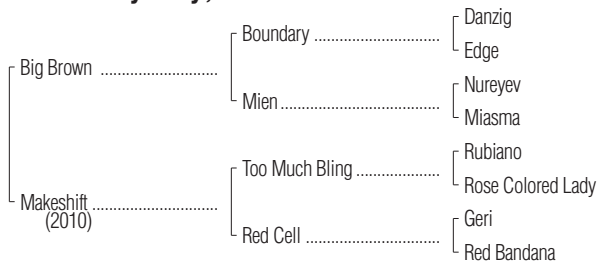 Big Brown ............................
Makeshift ..............................
(2010)
Boundary ..............................
Mien ......................................
Too Much Bling ....................
Red Cell ................................
Danzig
Edge
Nureyev
Miasma
Rubiano
Rose Colored Lady
Geri
Red Bandana